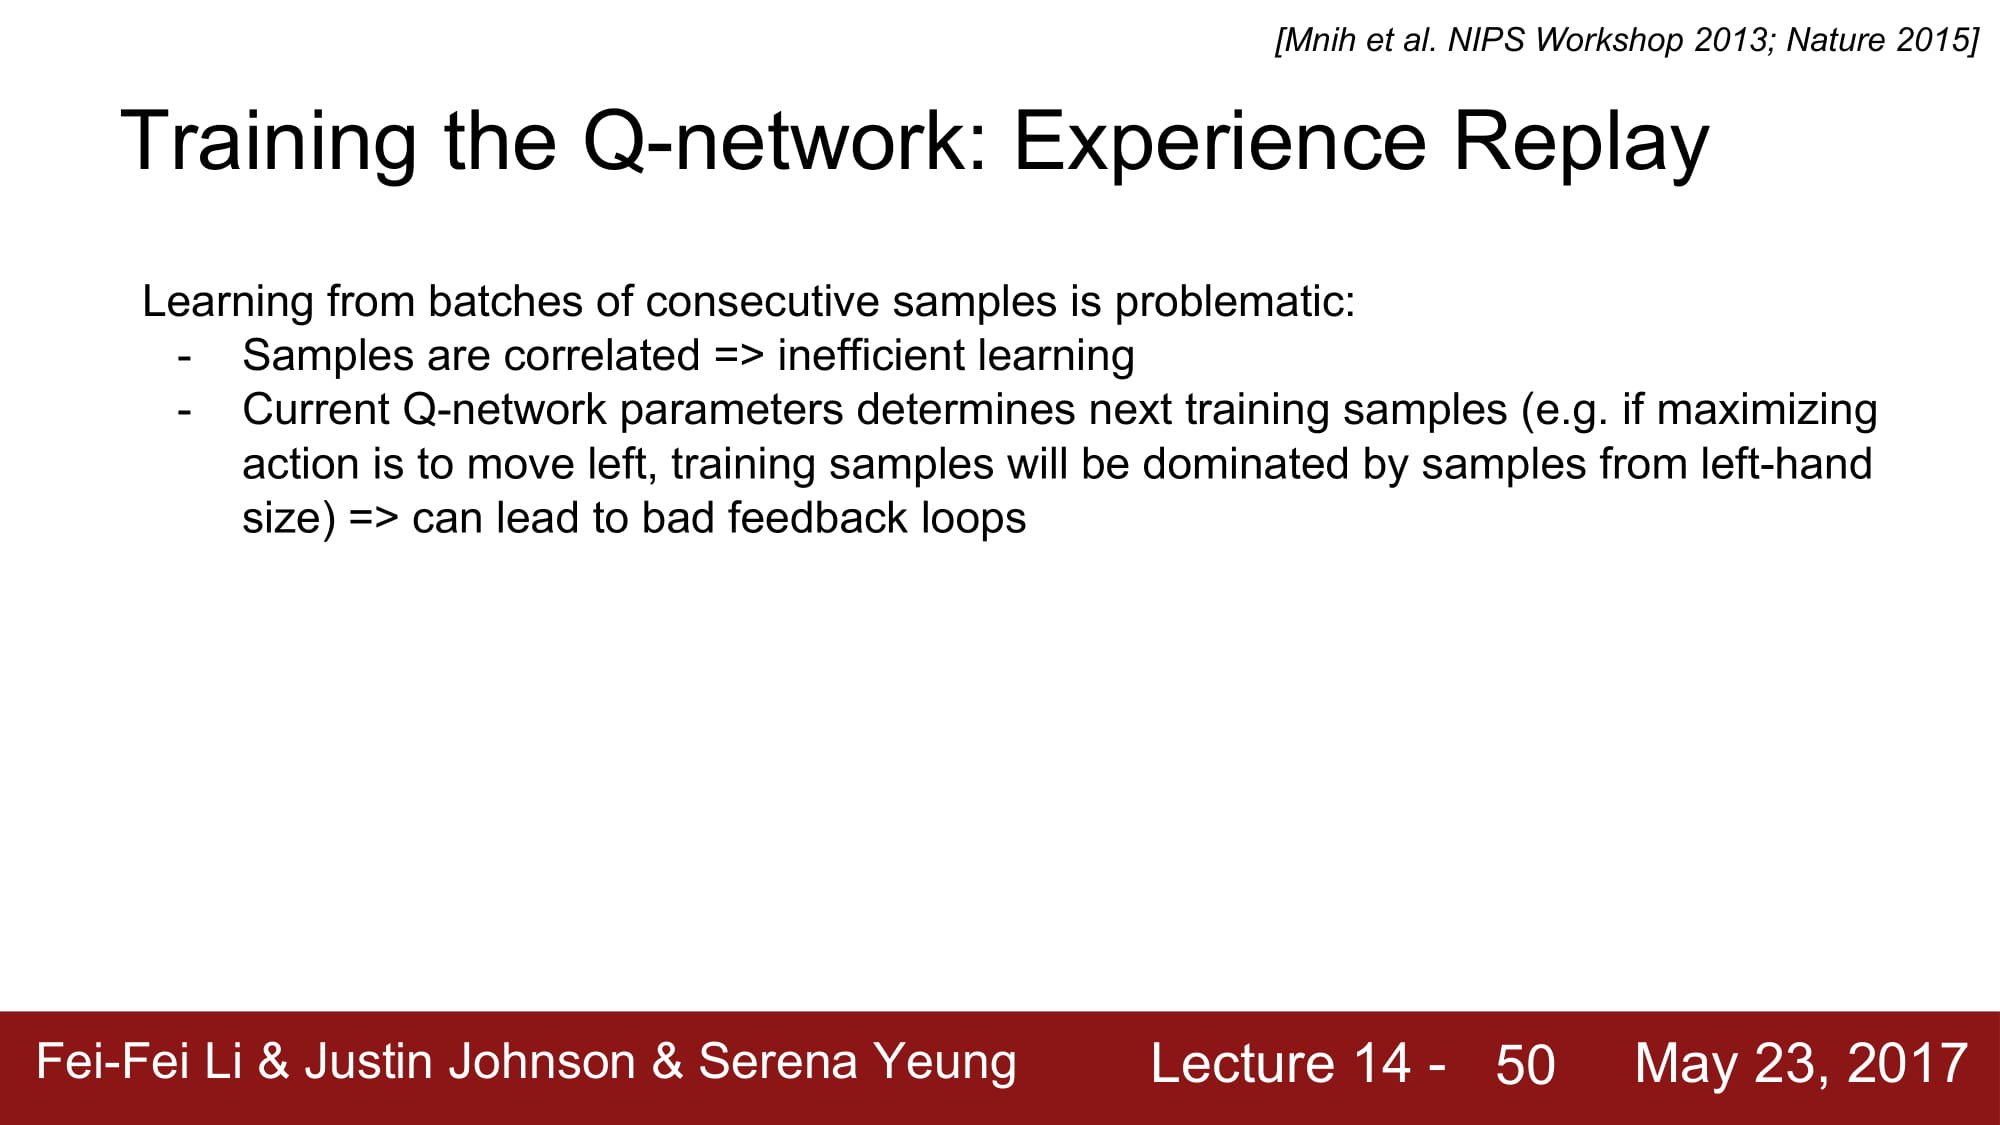 [Mnih et al. NIPS Workshop 2013; Nature 2015]
Training the Q-network: Experience Replay
Learning from batches of consecutive samples is problematic:
- Samples are correlated => inefficient learning
- Current Q-network parameters determines next training samples (e.g. if maximizing
action is to move left, training samples will be dominated by samples from left-hand
size) => can lead to bad feedback loops
Fei-Fei Li & Justin Johnson & Serena Yeung Lecture 14 - 50 May 23, 2017